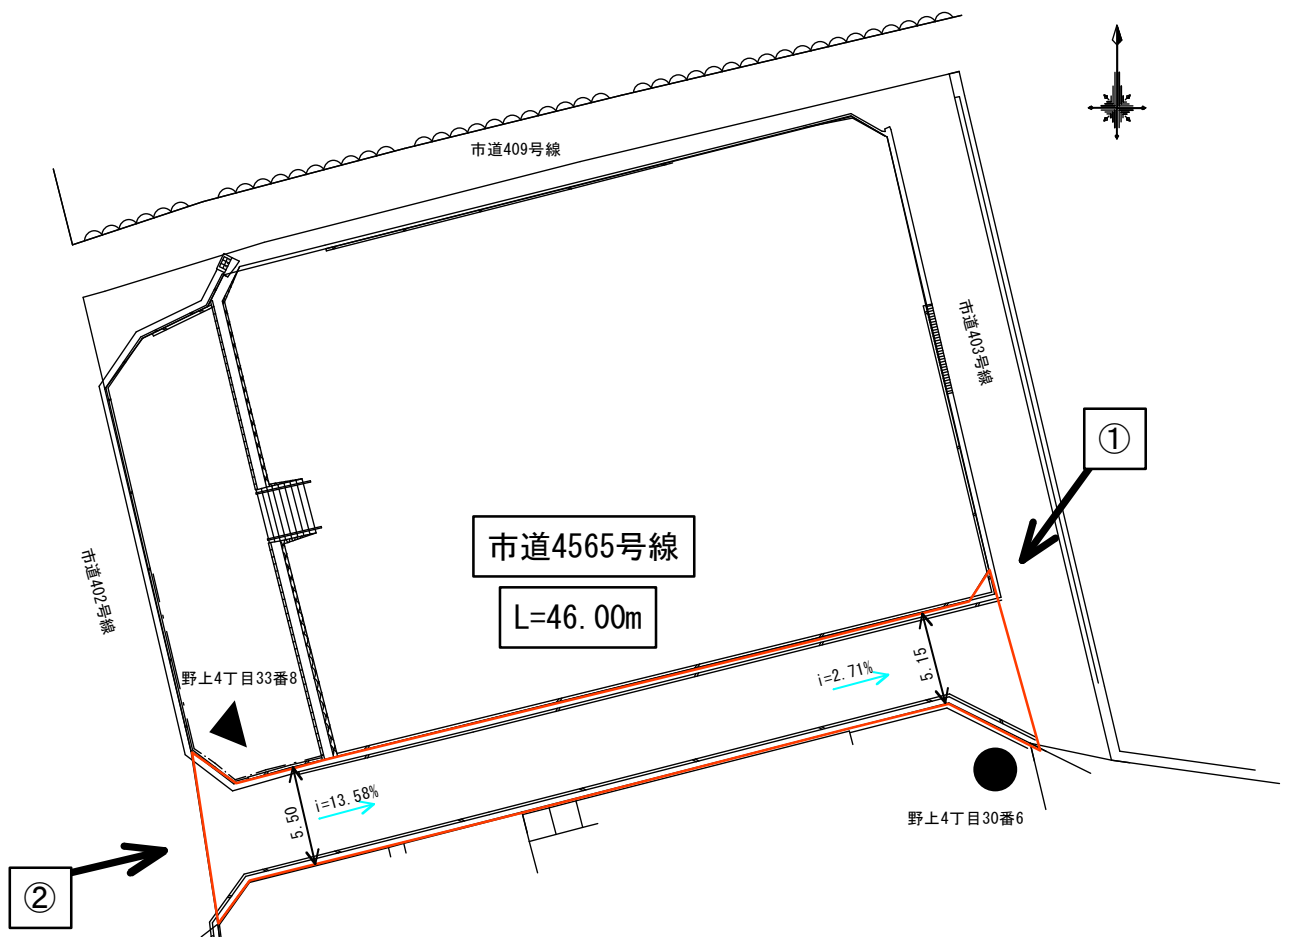 市道409号線
市道403号線
①
市道4565号線
L=46.00m
市道402号線
野上4丁目33番8
i=2.71%
5.15
i=13.58%
5.50
野上4丁目30番6
②